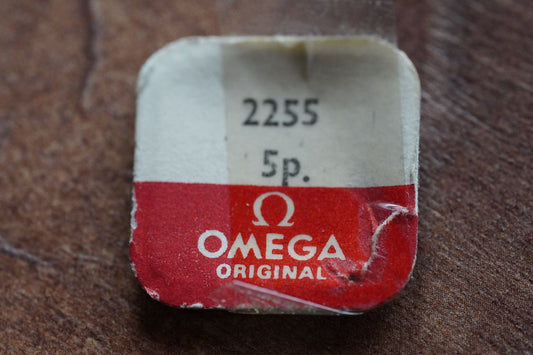 2255
5p.
Ω
OMEGA
ORIGINAL